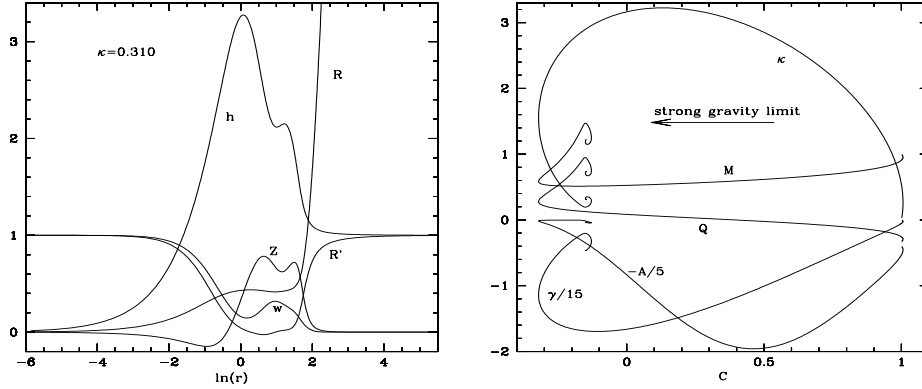 κ=0.310
h
R
Z
R'
w
3
2
1
0
−6
−4
−2
0
2
4
ln(r)
κ
strong gravity limit
M
Q
−A/5
γ/15
3
2
1
0
−1
−2
0
0.5
1
C